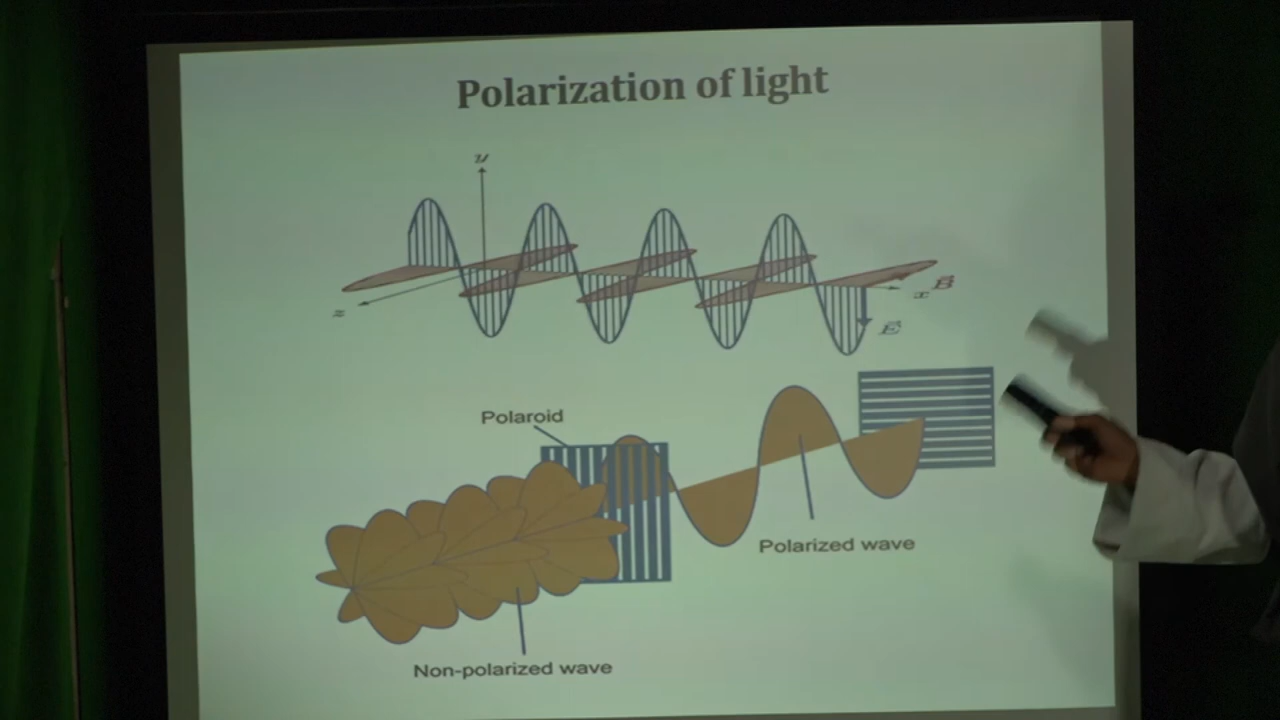 Polarization of light
y
z
x
B
E
Polaroid
Polarized wave
Non-polarized wave